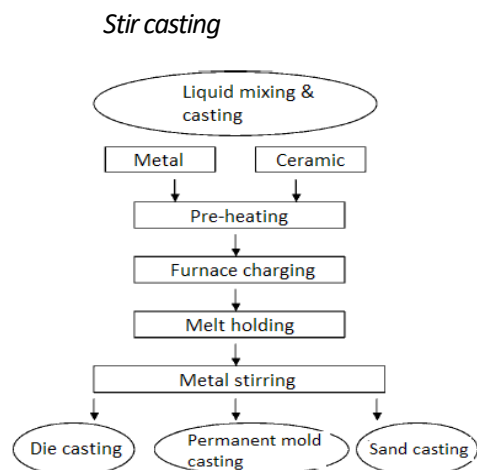 Stir casting
Liquid mixing &
casting
Metal
Ceramic
Pre-heating
Furnace charging
Melt holding
Metal stirring
Die casting
Permanent mold
casting
Sand casting